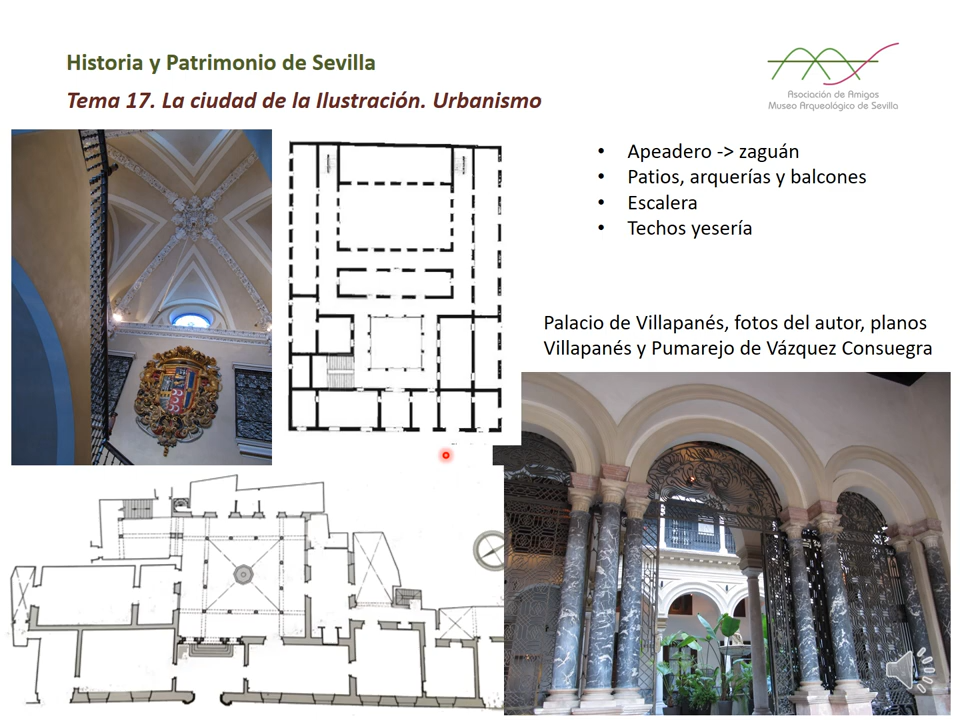 Historia y Patrimonio de Sevilla
Tema 17. La ciudad de la Ilustración. Urbanismo
Asociación de Amigos
Museo Arqueológico de Sevilla
• Apeadero -> zaguán
• Patios, arquerías y balcones
• Escalera
• Techos yesería
Palacio de Villapanés, fotos del autor, planos
Villapanés y Pumarejo de Vázquez Consuegra